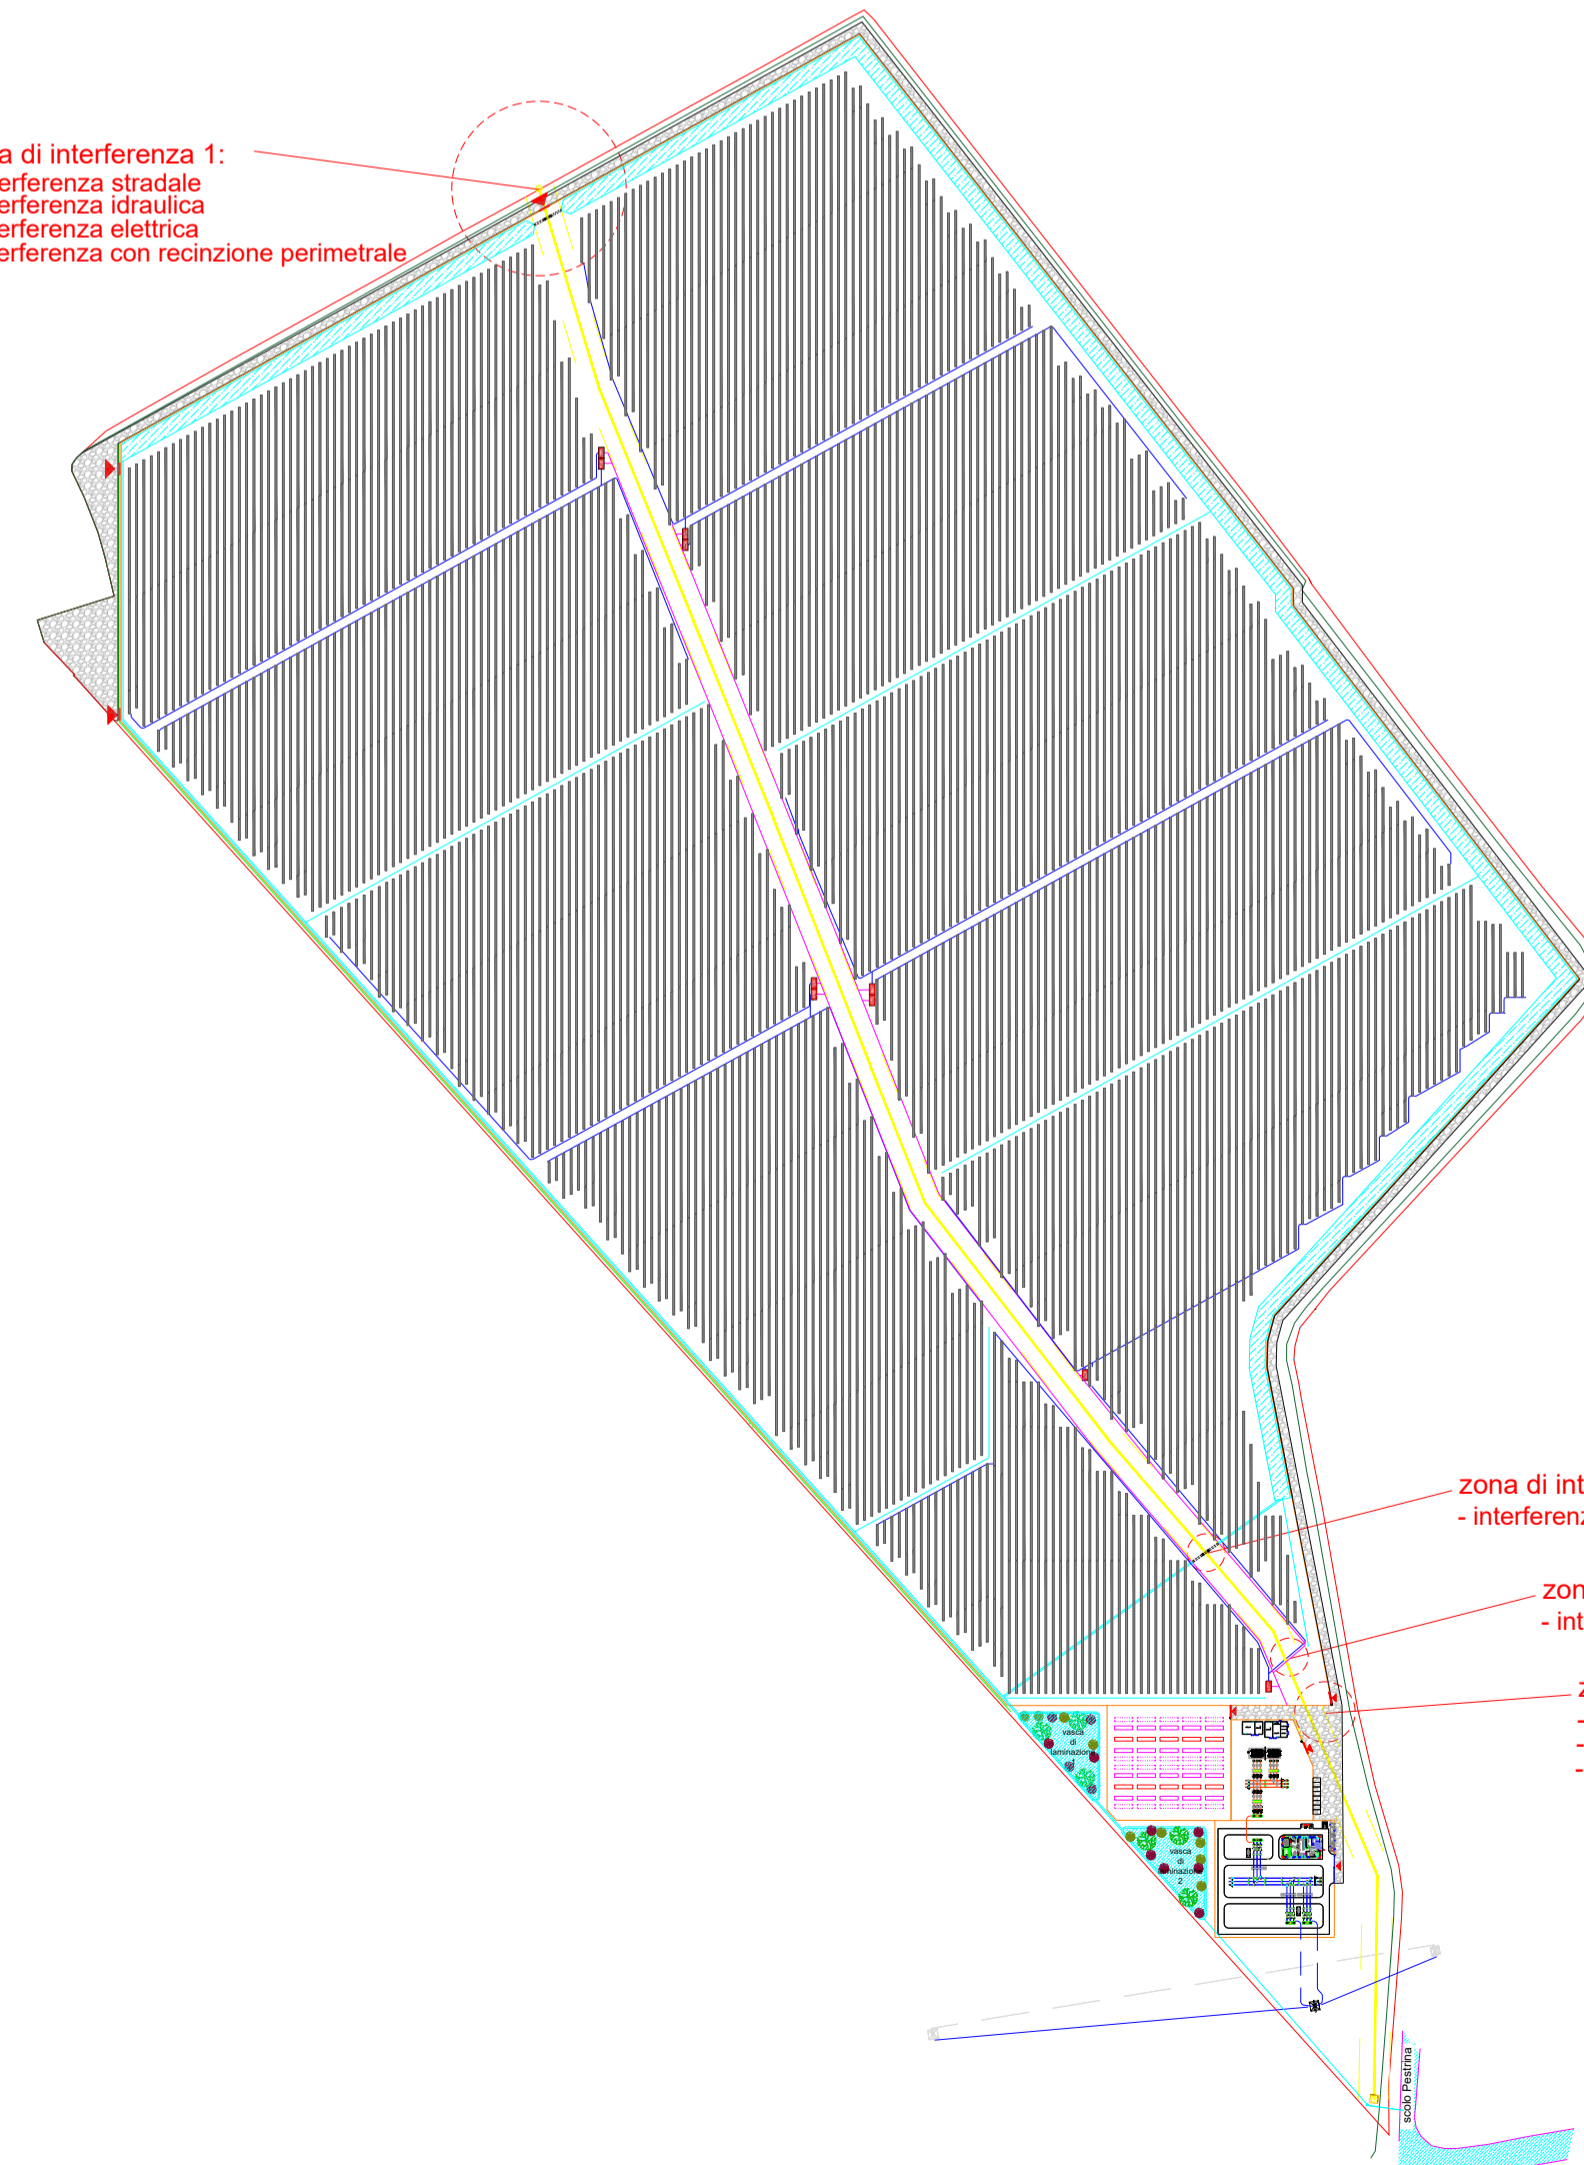 a di interferenza 1:
erferenza stradale
erferenza idraulica
erferenza elettrica
erferenza con recinzione perimetrale
zona di int
- interferenz
zon
- int
z
-
-
-
vasca
di
laminazione
1
vasca
di
laminazione
2
scolo Pestrina